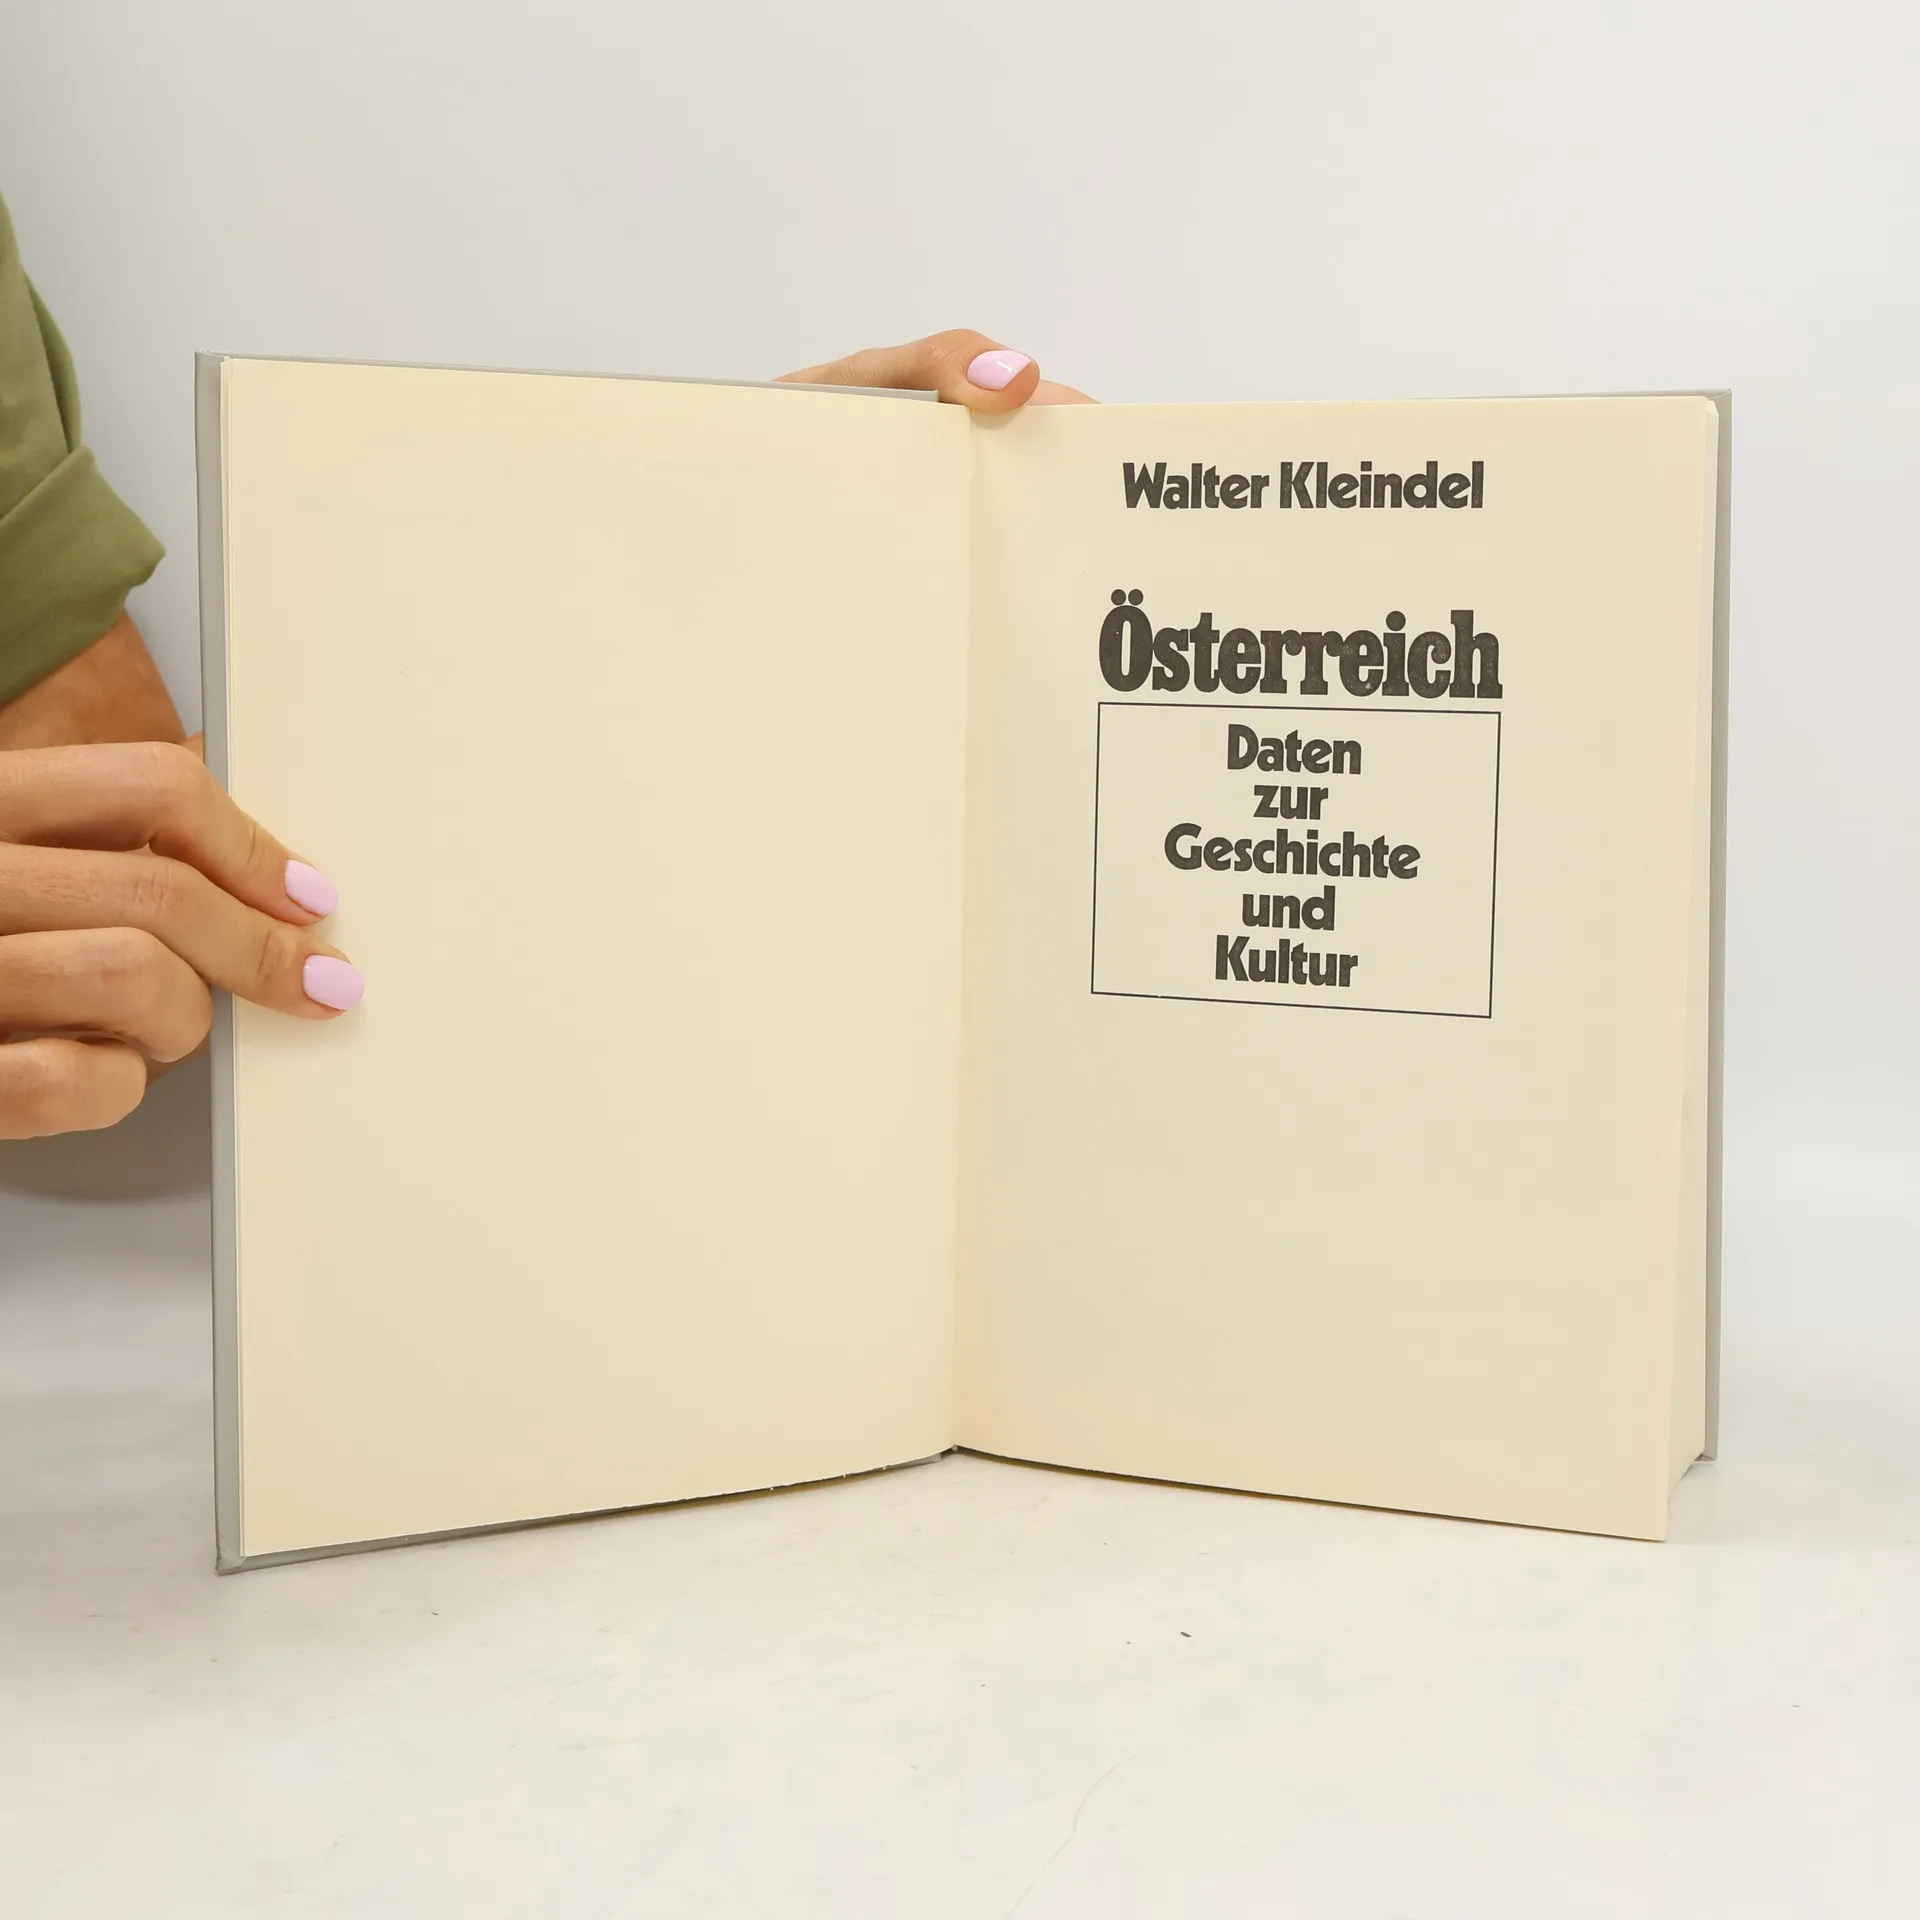 Walter Kleindel
Österreich
Daten
zur
Geschichte
und
Kultur